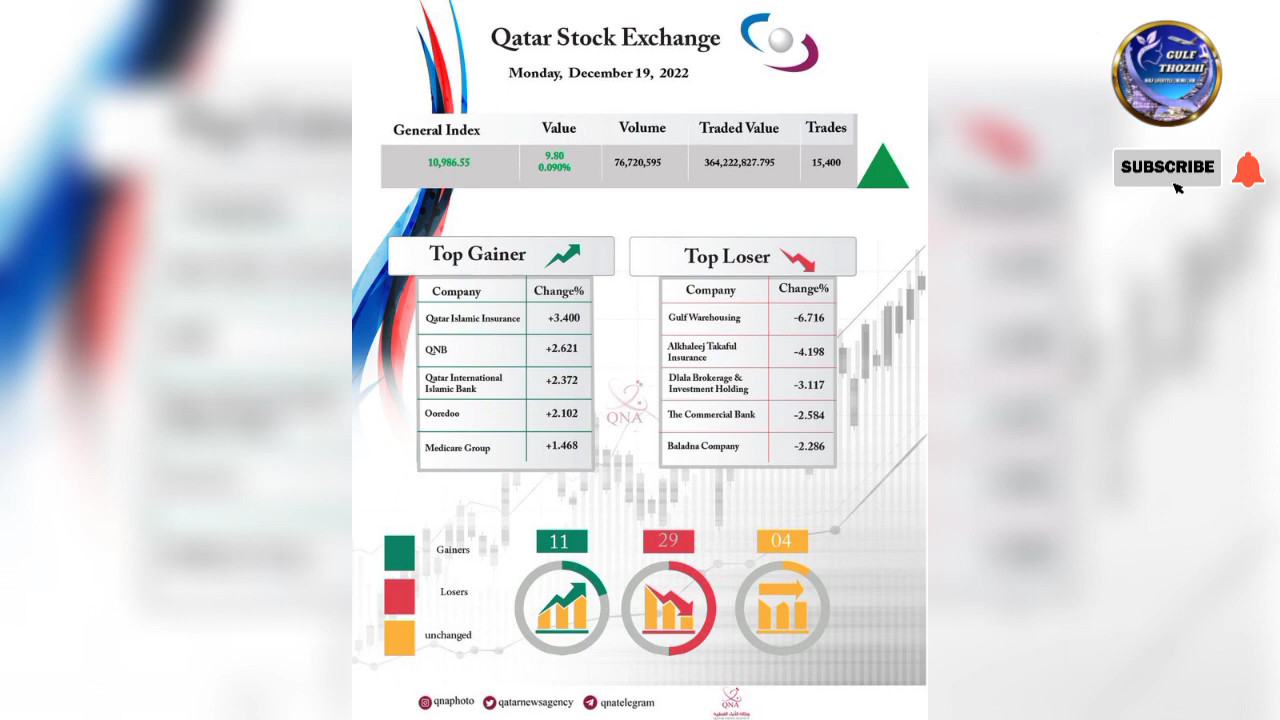 Qatar Stock Exchange
Monday, December 19, 2022
GULF
THOZHI
SUBSCRIBE
General Index Value Volume Traded Value Trades
10,986.55 9.80 76,720,595 364,222,827.795 15,400
0.090%
Top Gainer
Company Change%
Qatar Islamic Insurance +3.400
QNB +2.621
Qatar International +2.372
Islamic Bank
Ooredoo +2.102
Medicare Group +1.468
Top Loser
Company Change%
Gulf Warehousing -6.716
Alkhaleej Takaful -4.198
Insurance
Dlala Brokerage & -3.117
Investment Holding
The Commercial Bank -2.584
Baladna Company -2.286
QNA
11 29 04
Gainers
Losers
unchanged
qnaphoto qatarnewsagency qnatelegram
QNA
وكالة الأنباء القطرية